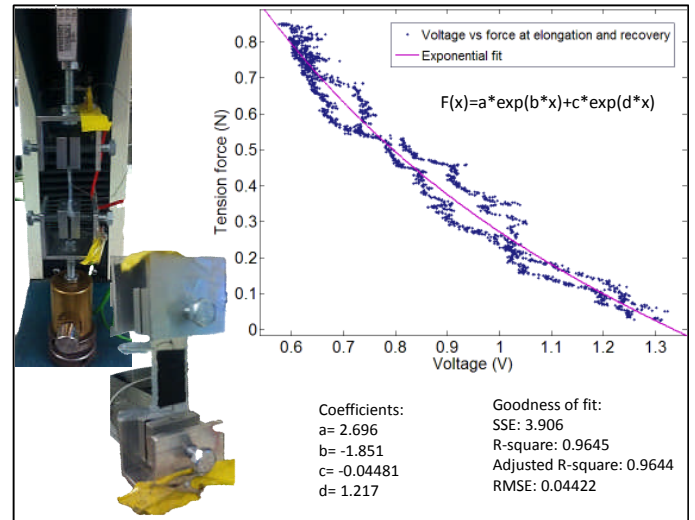 Voltage vs force at elongation and recovery
Exponential fit
F(x)=a*exp(b*x)+c*exp(d*x)
Tension force (N)
0.8
0.7
0.6
0.5
0.4
0.3
0.2
0.1
0
0.6 0.7 0.8 0.9 1 1.1 1.2 1.3
Voltage (V)
Coefficients:
a= 2.696
b= -1.851
c= -0.04481
d= 1.217
Goodness of fit:
SSE: 3.906
R-square: 0.9645
Adjusted R-square: 0.9644
RMSE: 0.04422